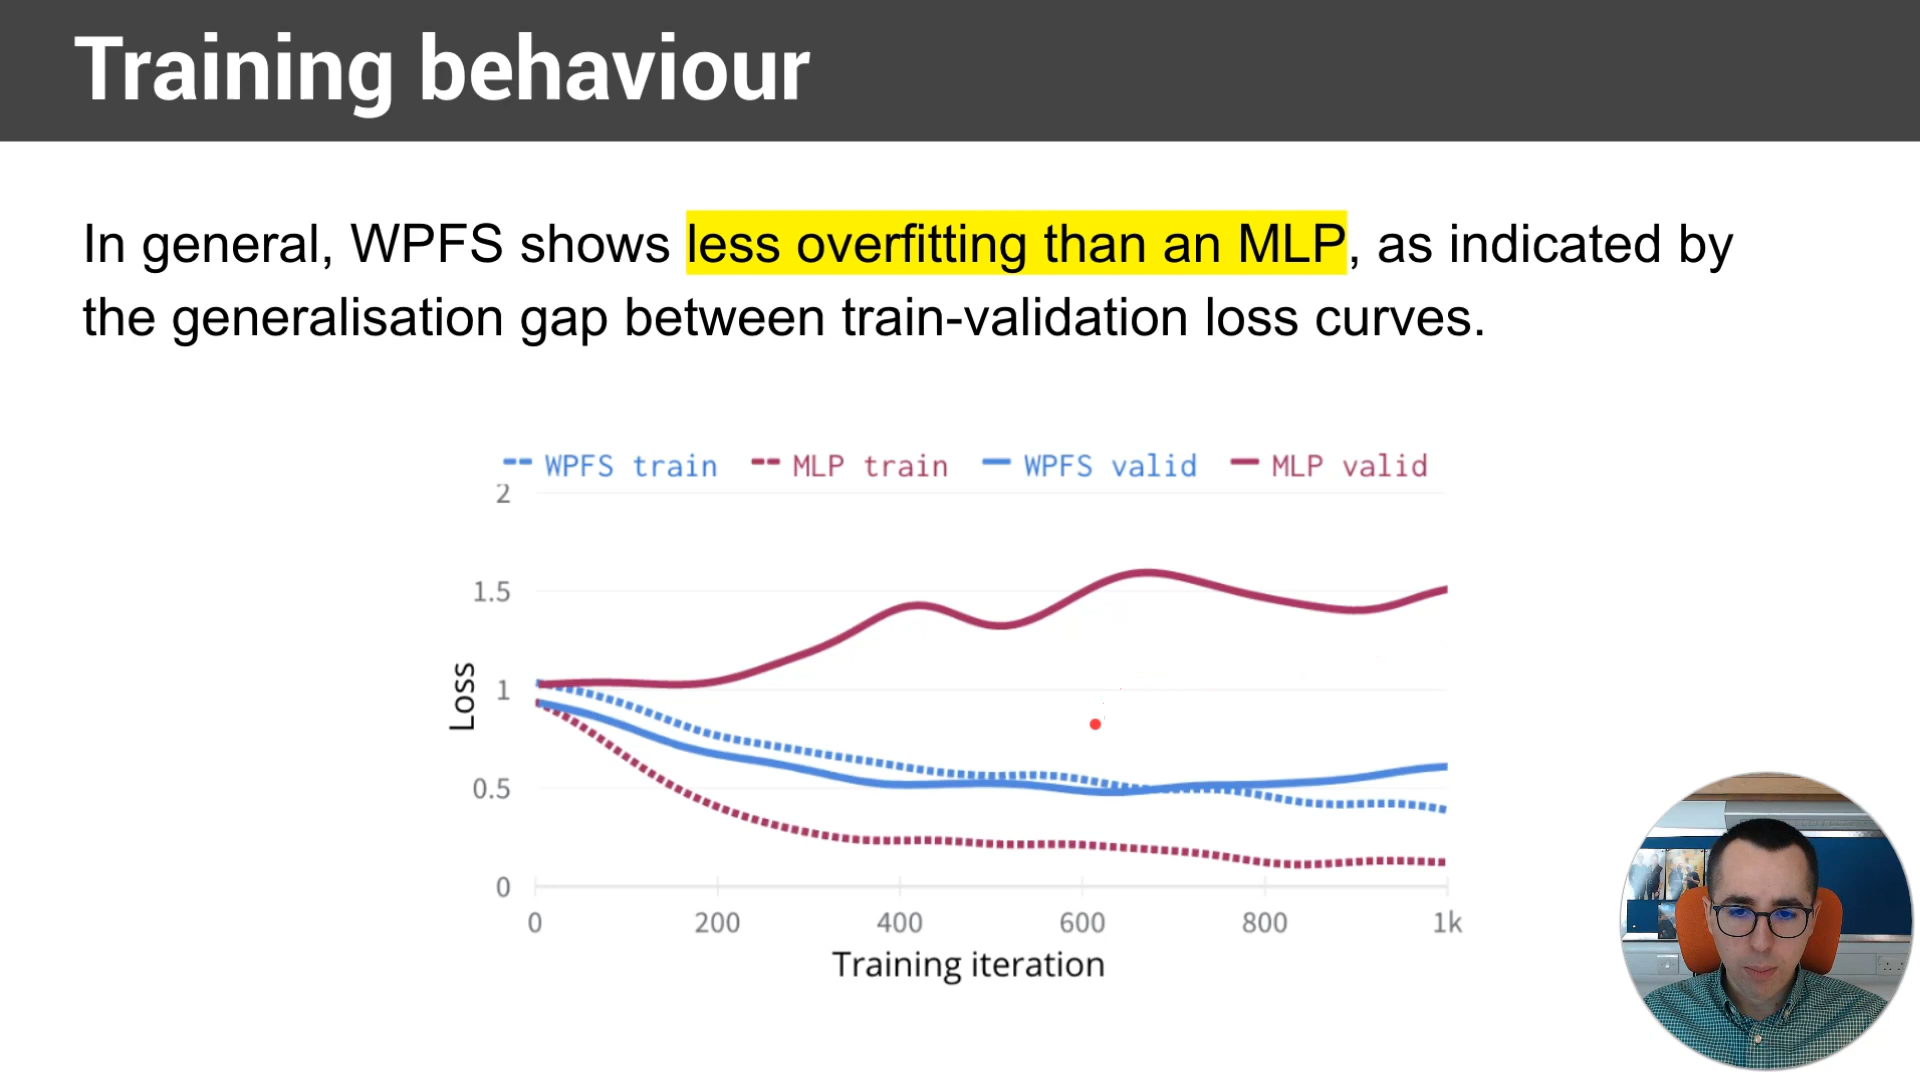 Training behaviour
In general, WPFS shows less overfitting than an MLP, as indicated by
the generalisation gap between train-validation loss curves.
WPFS train MLP train WPFS valid MLP valid
2
1.5
1
0.5
0
Loss
0 200 400 600 800 1k
Training iteration